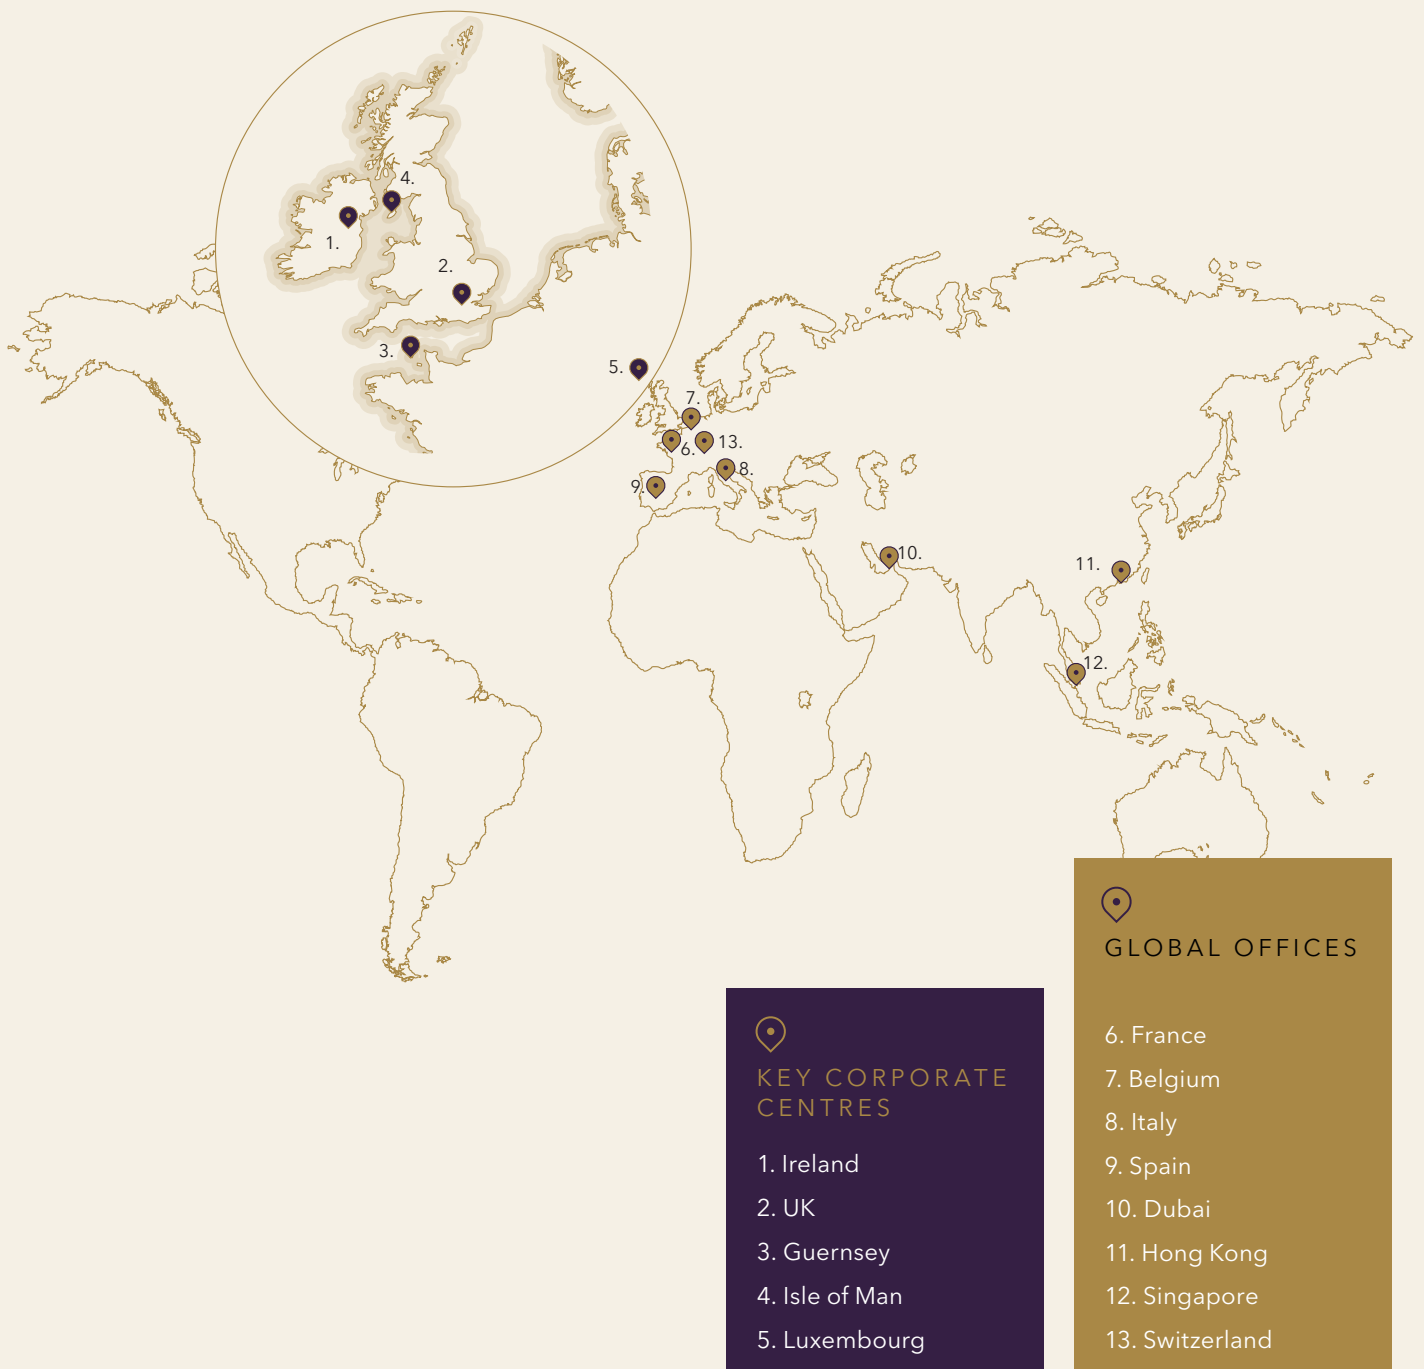 4.
1.
2.
3.
5.
7.
6.
13.
8.
9.
10.
11.
12.
GLOBAL OFFICES
6. France
7. Belgium
8. Italy
9. Spain
10. Dubai
11. Hong Kong
12. Singapore
13. Switzerland
KEY CORPORATE
CENTRES
1. Ireland
2. UK
3. Guernsey
4. Isle of Man
5. Luxembourg